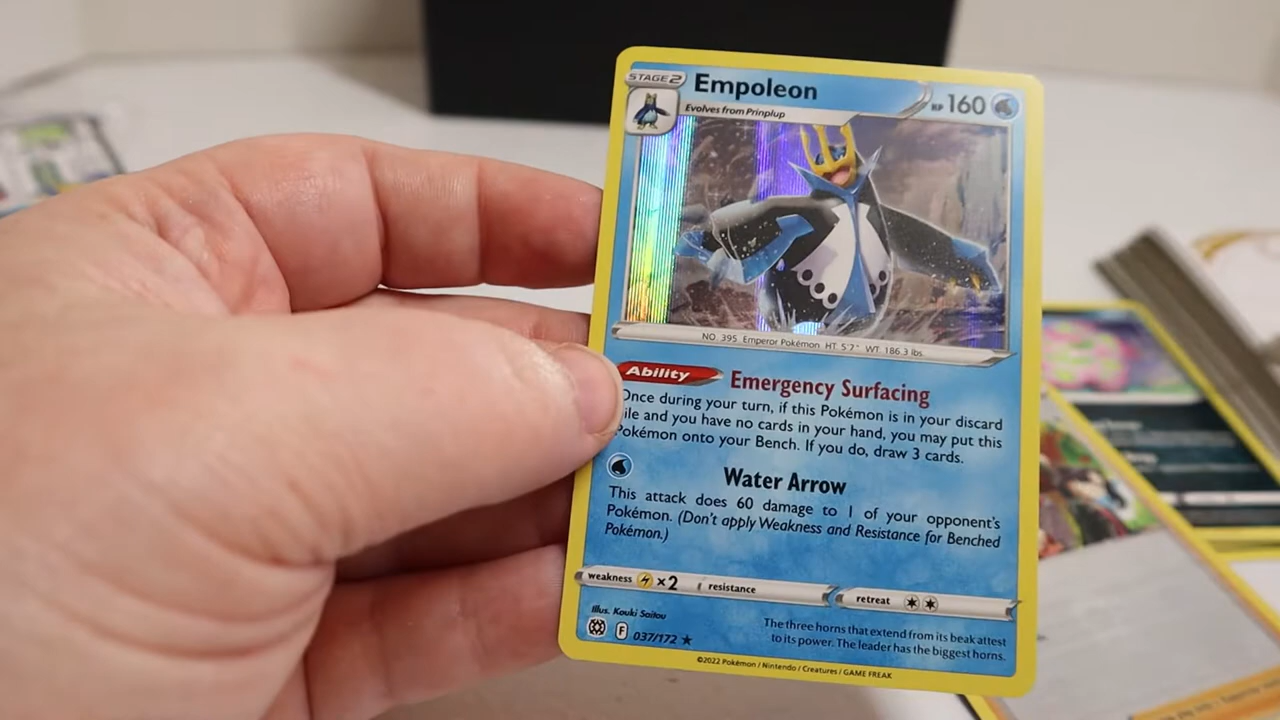 STAGE 2 Empoleon HP 160
Evolves from Prinplup
NO. 395 Emperor Pokémon HT: 5'7" WT: 186.3 lbs.
Ability Emergency Surfacing
Once during your turn, if this Pokémon is in your discard
ile and you have no cards in your hand, you may put this
Pokémon onto your Bench. If you do, draw 3 cards.
Water Arrow
This attack does 60 damage to 1 of your opponent's
Pokémon. (Don't apply Weakness and Resistance for Benched
Pokémon.)
weakness ×2 resistance retreat
Illus. Kouki Saitou
F 037/172 ★
The three horns that extend from its beak attest
to its power. The leader has the biggest horns.
©2022 Pokémon / Nintendo / Creatures / GAME FREAK